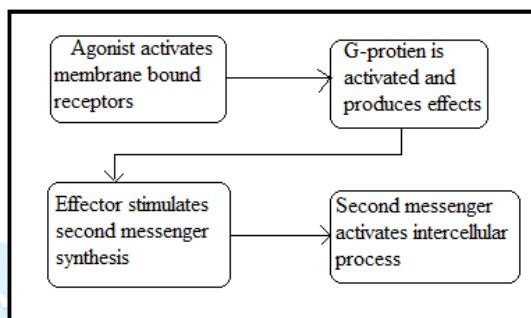 Agonist activates
membrane bound
receptors
G-protien is
activated and
produces effects
Effector stimulates
second messenger
synthesis
Second messenger
activates intercellular
process